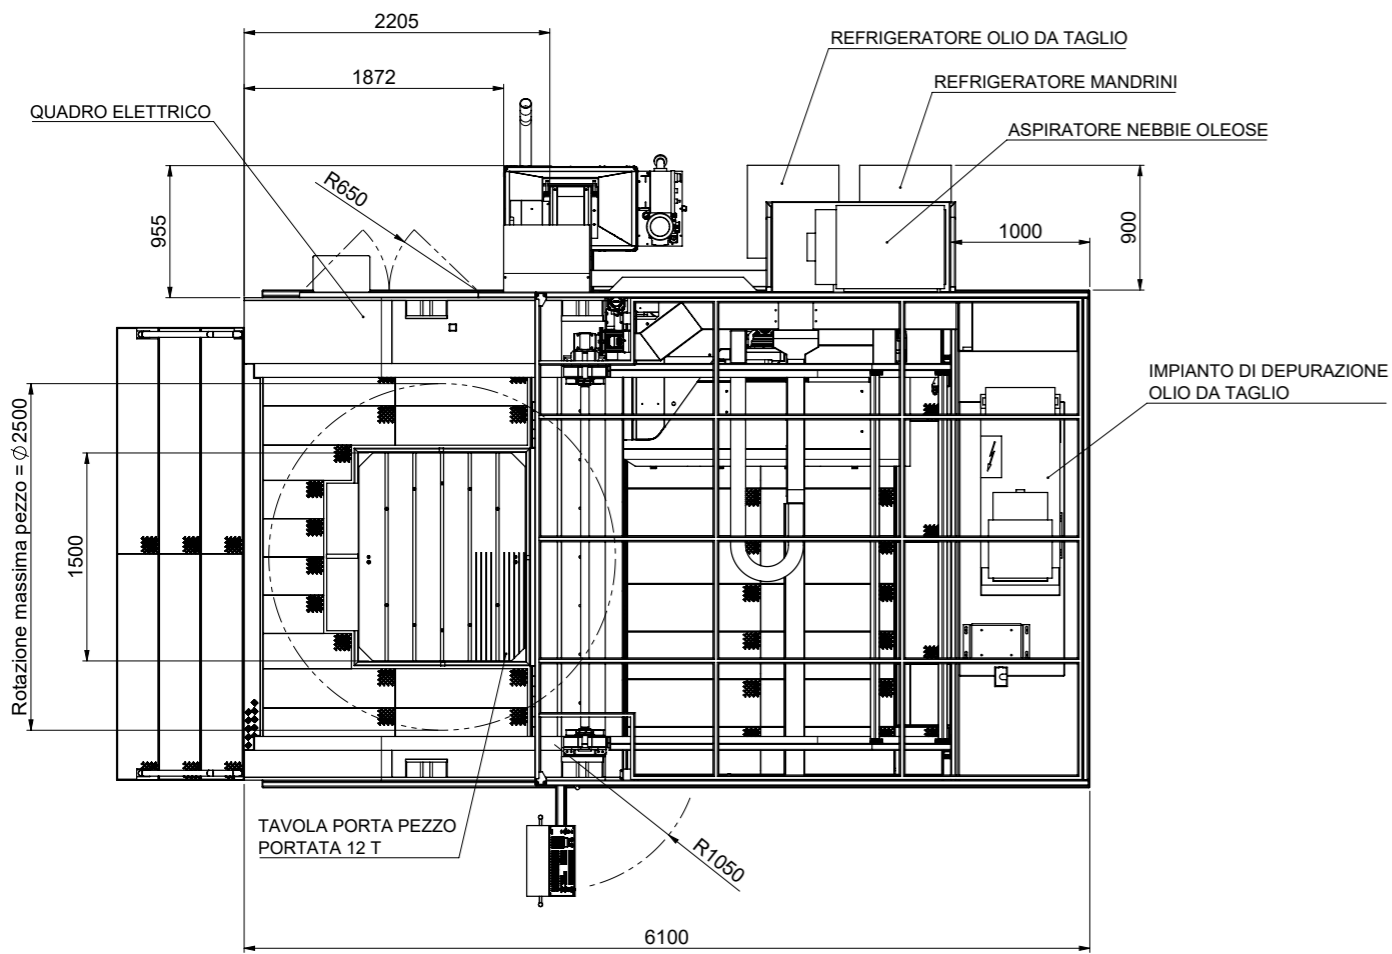 2205
REFRIGERATORE OLIO DA TAGLIO
1872
REFRIGERATORE MANDRINI
QUADRO ELETTRICO
ASPIRATORE NEBBIE OLEOSE
R650
955
900
1000
IMPIANTO DI DEPURAZIONE
OLIO DA TAGLIO
Rotazione massima pezzo = ∅2500
1500
TAVOLA PORTA PEZZO
PORTATA 12 T
R1050
6100